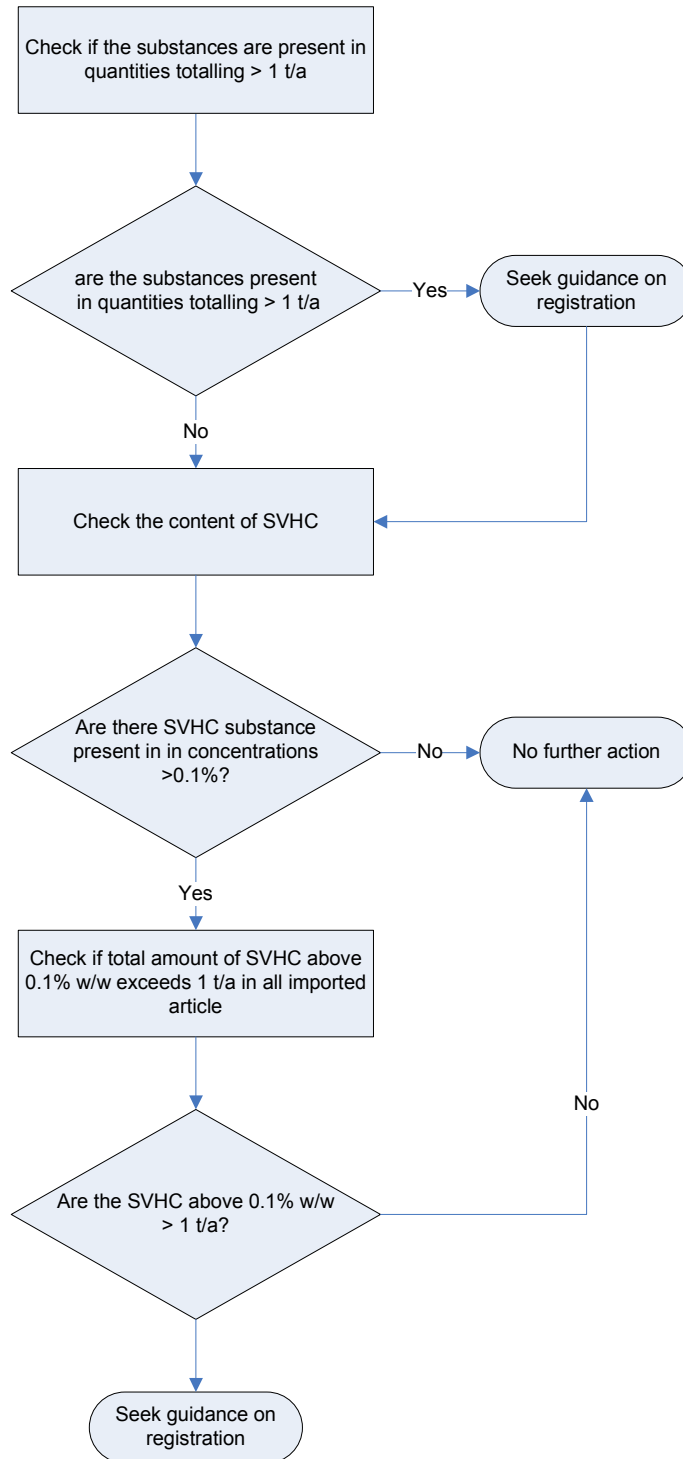 Check if the substances are present in
quantities totalling > 1 t/a
are the substances present
in quantities totalling > 1 t/a
Yes
Seek guidance on
registration
No
Check the content of SVHC
Are there SVHC substance
present in in concentrations
>0.1%?
No
No further action
Yes
Check if total amount of SVHC above
0.1% w/w exceeds 1 t/a in all imported
article
No
Are the SVHC above 0.1% w/w
> 1 t/a?
Seek guidance on
registration